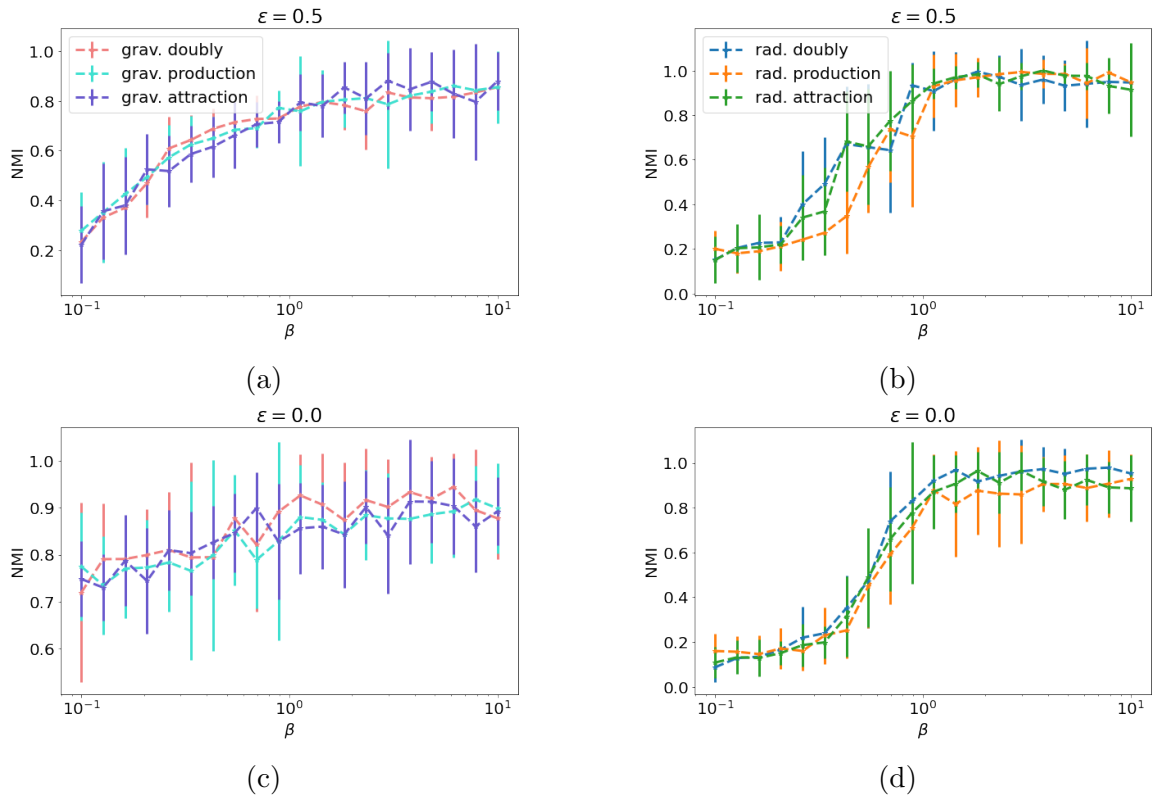 ε = 0.5
grav. doubly
grav. production
grav. attraction
NMI
1.0
0.8
0.6
0.4
0.2
10⁻¹
10⁰
10¹
β
(a)
ε = 0.5
rad. doubly
rad. production
rad. attraction
NMI
1.0
0.8
0.6
0.4
0.2
0.0
10⁻¹
10⁰
10¹
β
(b)
ε = 0.0
NMI
1.0
0.9
0.8
0.7
0.6
10⁻¹
10⁰
10¹
β
(c)
ε = 0.0
NMI
1.0
0.8
0.6
0.4
0.2
0.0
10⁻¹
10⁰
10¹
β
(d)